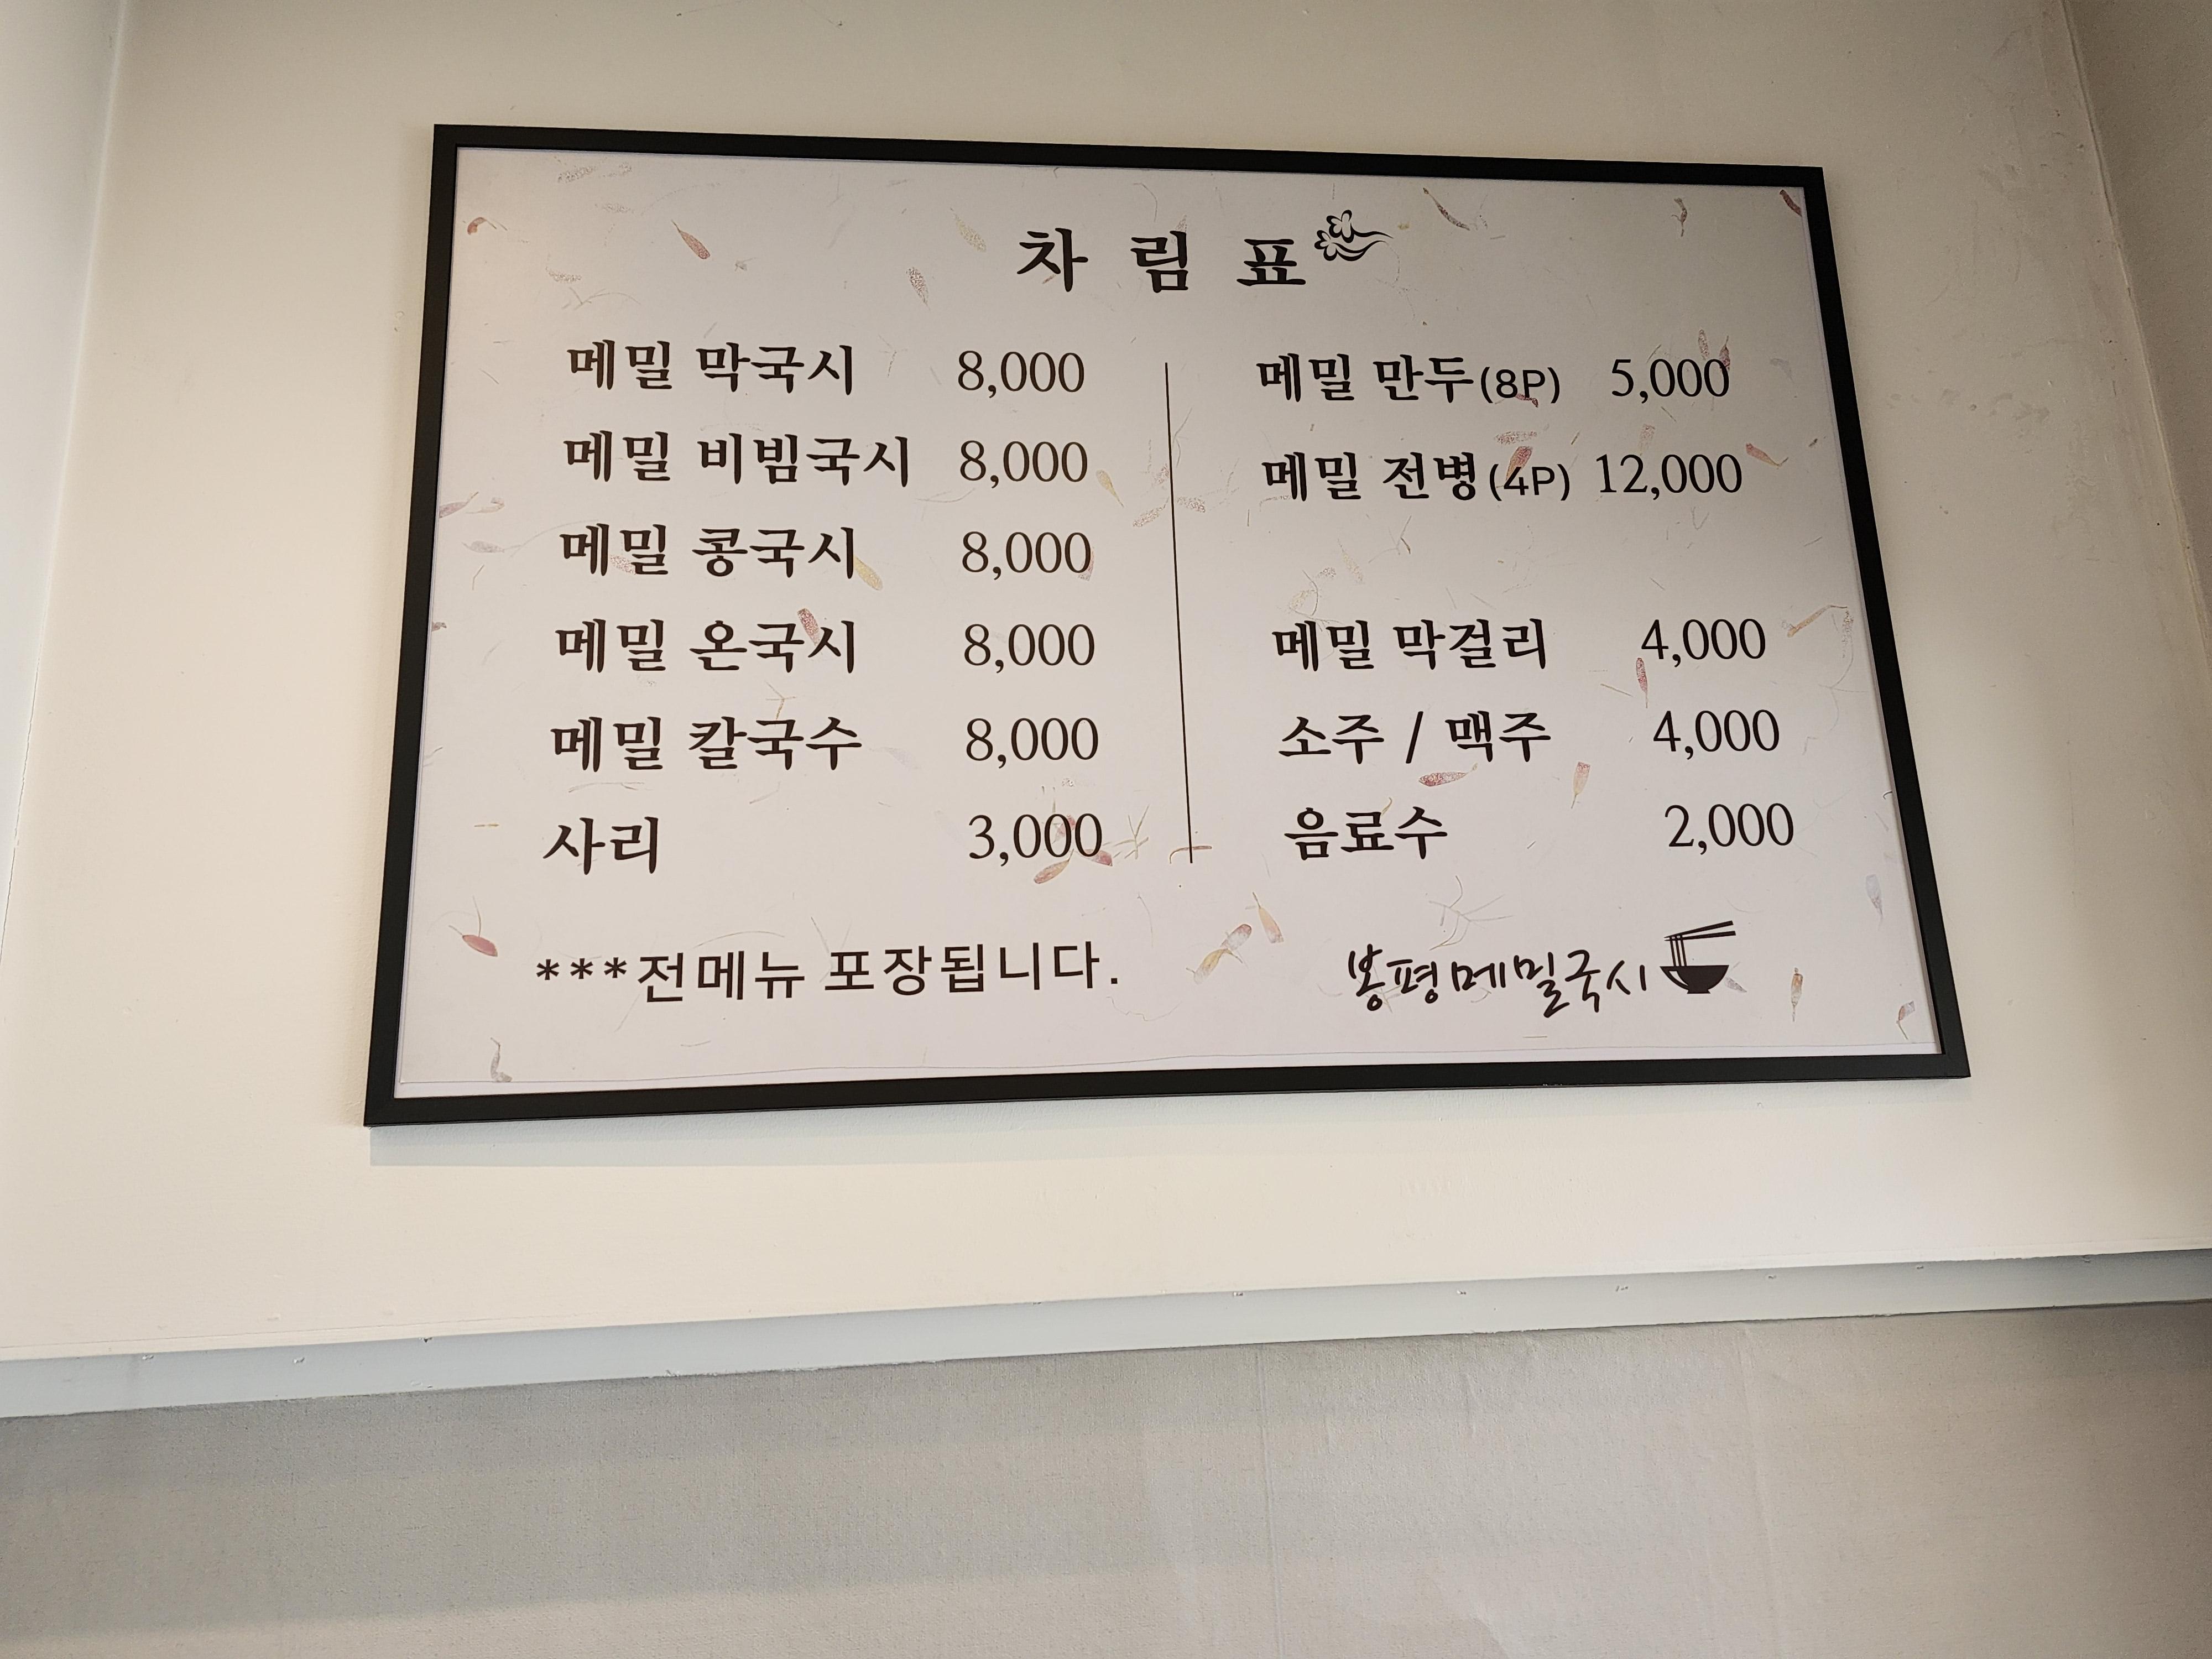 차 림 표
메밀 막국시 8,000
메밀 비빔국시 8,000
메밀 콩국시 8,000
메밀 온국시 8,000
메밀 칼국수 8,000
사리 3,000
메밀 만두(8P) 5,000
메밀 전병(4P) 12,000
메밀 막걸리 4,000
소주 / 맥주 4,000
음료수 2,000
***전메뉴 포장됩니다.
봉평메밀국시